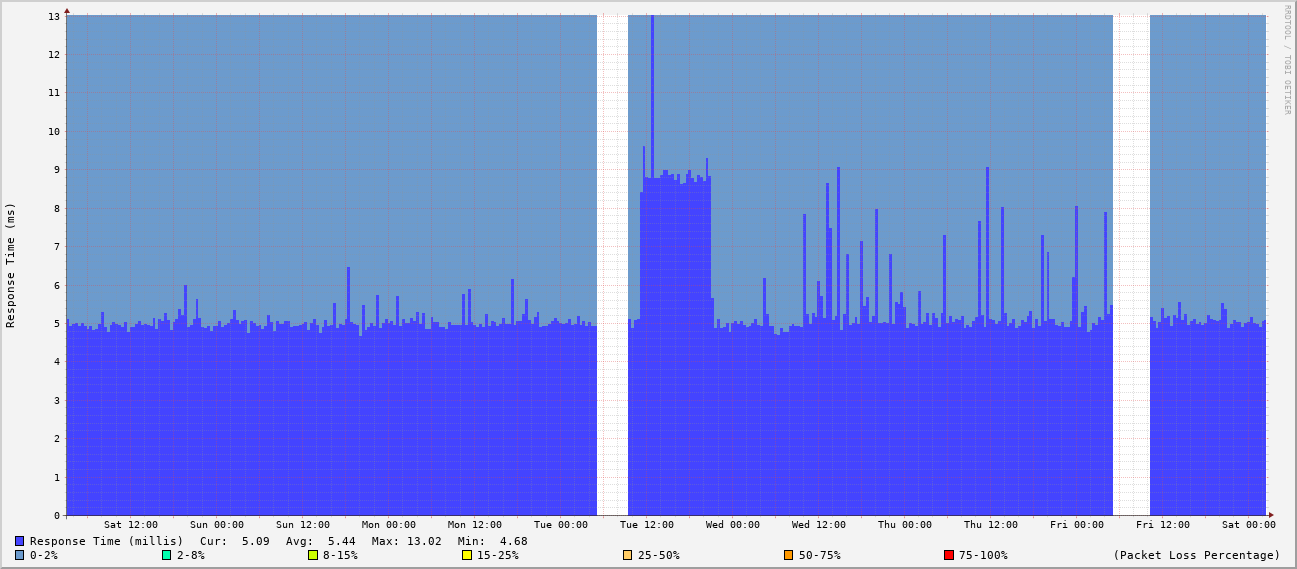 RRDTOOL / TOBI OETIKER
Response Time (ms)
13
12
11
10
9
8
7
6
5
4
3
2
1
0
Sat 12:00 Sun 00:00 Sun 12:00 Mon 00:00 Mon 12:00 Tue 00:00 Tue 12:00 Wed 00:00 Wed 12:00 Thu 00:00 Thu 12:00 Fri 00:00 Fri 12:00 Sat 00:00
Response Time (millis) Cur: 5.09 Avg: 5.44 Max: 13.02 Min: 4.68
0-2% 2-8% 8-15% 15-25% 25-50% 50-75% 75-100% (Packet Loss Percentage)